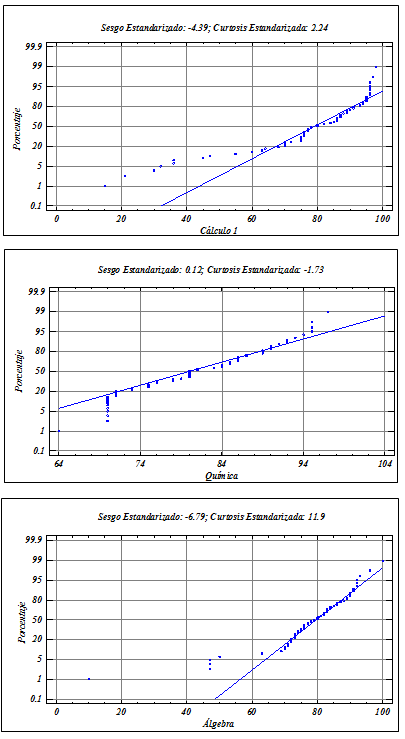 Sesgo Estandarizado: -4.39; Curtosis Estandarizada: 2.24
99.9
99
95
80
50
20
5
1
0.1
Porcentaje
0 20 40 60 80 100
Cálculo 1
Sesgo Estandarizado: 0.12; Curtosis Estandarizada: -1.73
99.9
99
95
80
50
20
5
1
0.1
Porcentaje
64 74 84 94 104
Química
Sesgo Estandarizado: -6.79; Curtosis Estandarizada: 11.9
99.9
99
95
80
50
20
5
1
0.1
Porcentaje
0 20 40 60 80 100
Álgebra